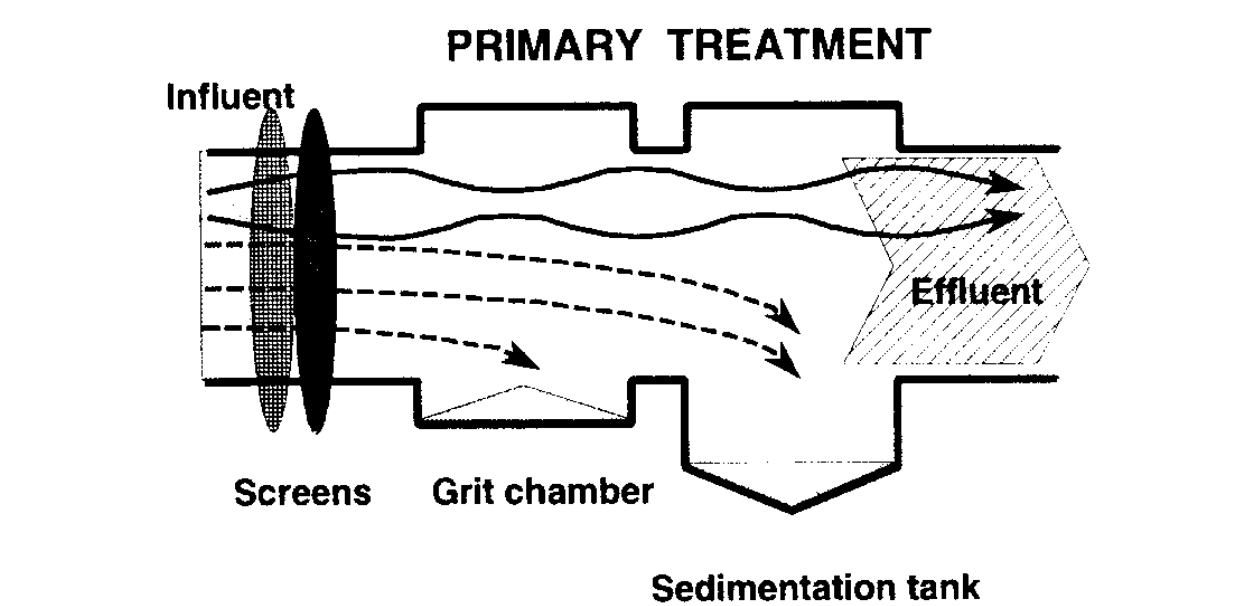 PRIMARY TREATMENT
Influent
Effluent
Screens
Grit chamber
Sedimentation tank